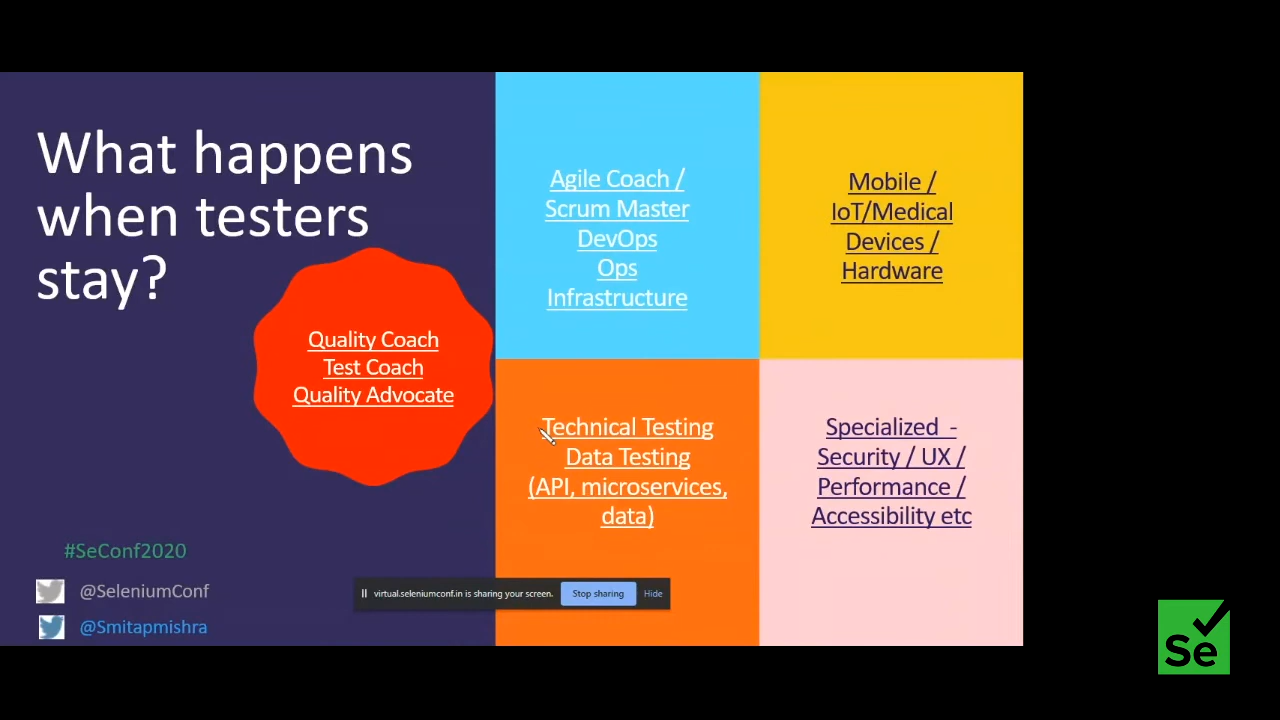 What happens
when testers
stay?
Quality Coach
Test Coach
Quality Advocate
#SeConf2020
@SeleniumConf
@Smitapmishra
Agile Coach /
Scrum Master
DevOps
Ops
Infrastructure
Mobile /
IoT/Medical
Devices /
Hardware
Technical Testing
Data Testing
(API, microservices,
data)
Specialized -
Security / UX /
Performance /
Accessibility etc
virtual.seleniumconf.in is sharing your screen.
Stop sharing
Hide
Se